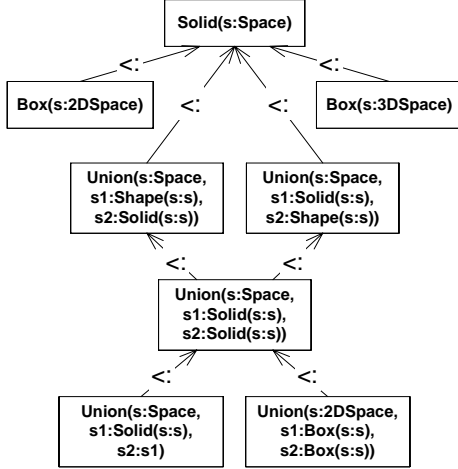 Solid(s:Space)
<:
<:
Box(s:2DSpace)
<:
<:
Box(s:3DSpace)
Union(s:Space,
s1:Shape(s:s),
s2:Solid(s:s))
Union(s:Space,
s1:Solid(s:s),
s2:Shape(s:s))
<:
<:
Union(s:Space,
s1:Solid(s:s),
s2:Solid(s:s))
<:
<:
Union(s:Space,
s1:Solid(s:s),
s2:s1)
Union(s:2DSpace,
s1:Box(s:s),
s2:Box(s:s))